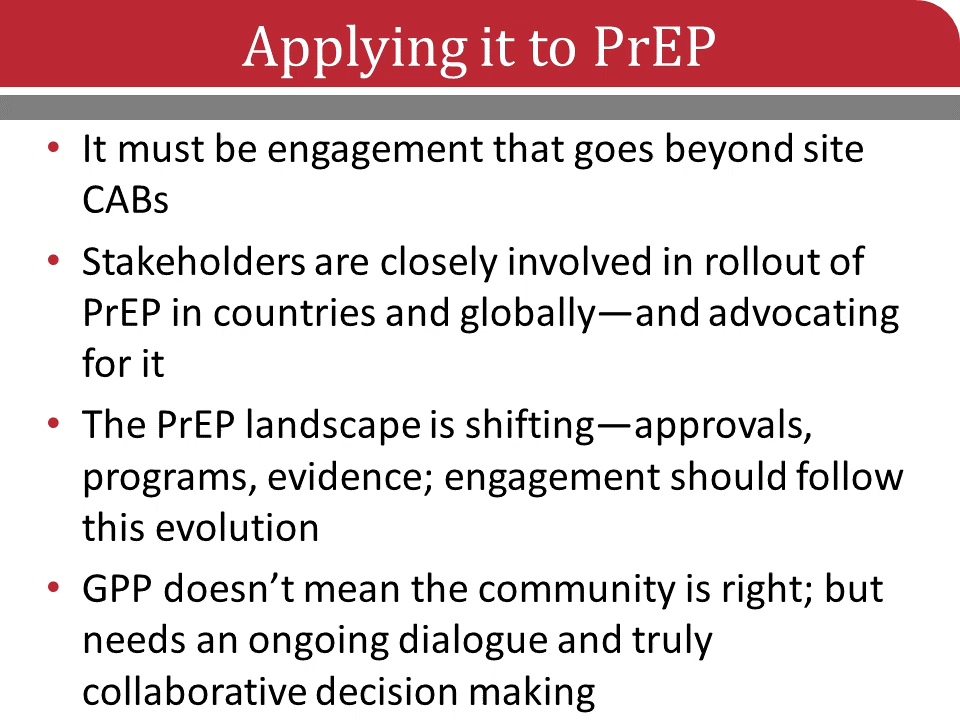 Applying it to PrEP
• It must be engagement that goes beyond site
CABs
• Stakeholders are closely involved in rollout of
PrEP in countries and globally—and advocating
for it
• The PrEP landscape is shifting—approvals,
programs, evidence; engagement should follow
this evolution
• GPP doesn’t mean the community is right; but
needs an ongoing dialogue and truly
collaborative decision making